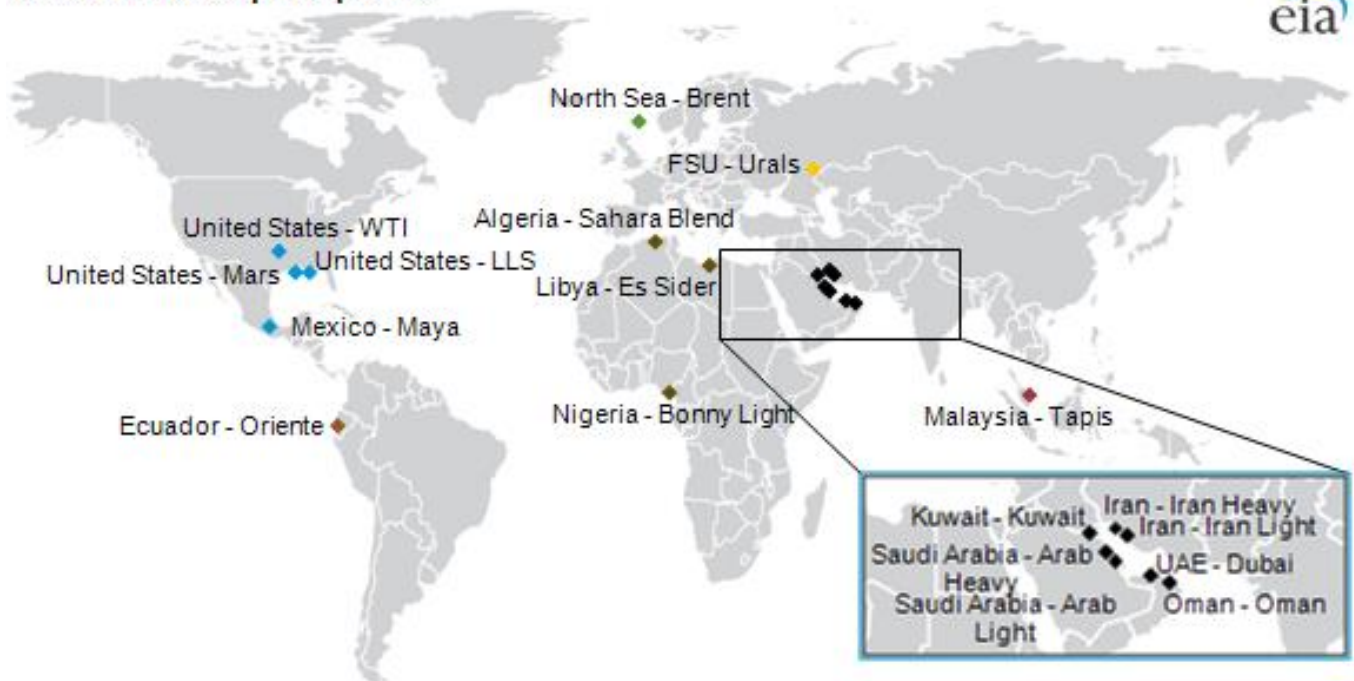 eia
North Sea - Brent
FSU - Urals
Algeria - Sahara Blend
United States - WTI
United States - LLS
United States - Mars
Libya - Es Sider
Mexico - Maya
Nigeria - Bonny Light
Malaysia - Tapis
Ecuador - Oriente
Kuwait - Kuwait
Iran - Iran Heavy
Iran - Iran Light
Saudi Arabia - Arab
Heavy
UAE - Dubai
Saudi Arabia - Arab
Light
Oman - Oman